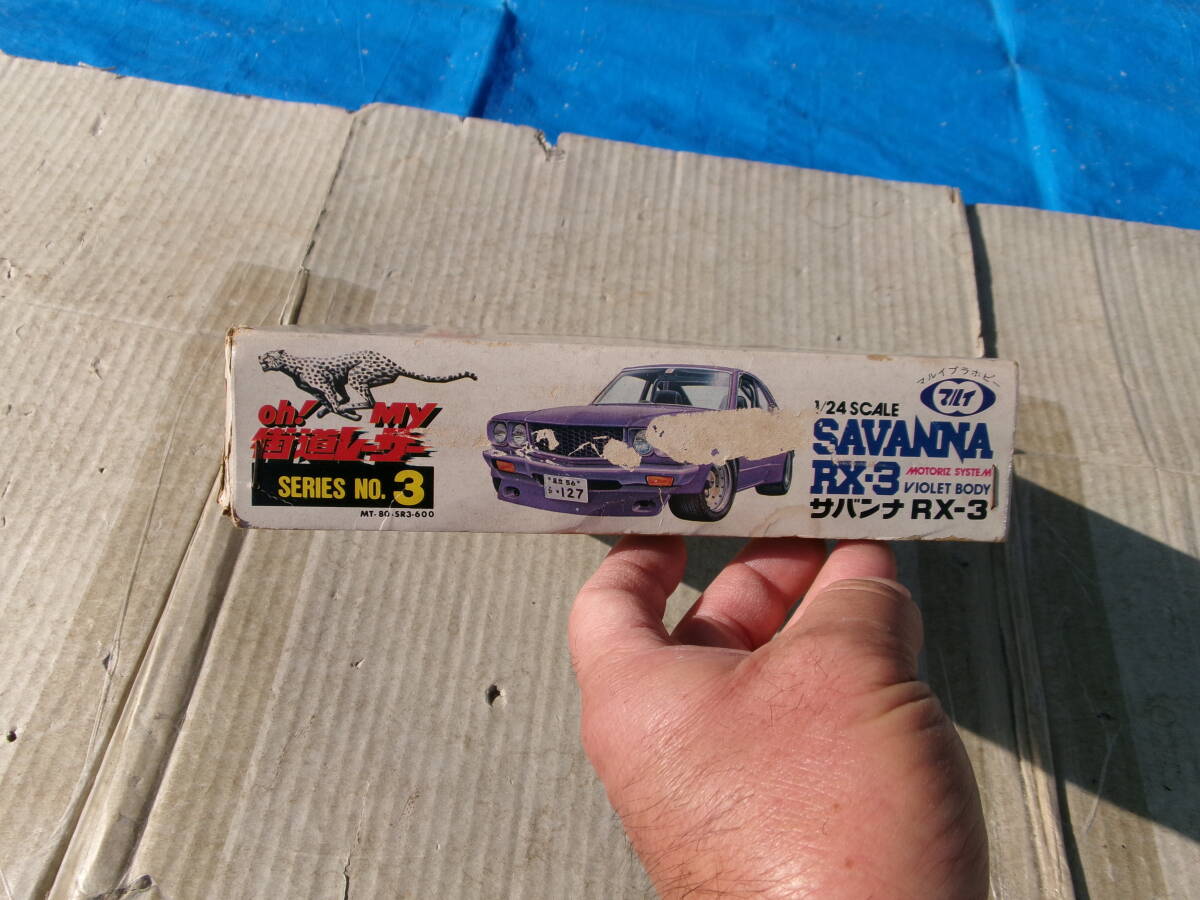 oh! MY
街道レーサー
SERIES NO. 3
MT-80-SR3-600
127
マルイプラホビー
マルイ
1/24 SCALE
SAVANNA
RX-3
MOTORIZ SYSTEM
VIOLET BODY
サバンナ RX-3